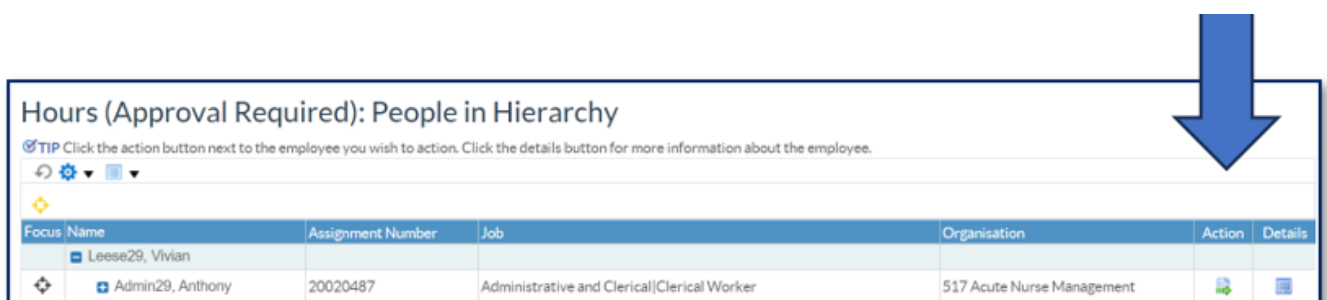 Hours (Approval Required): People in Hierarchy
TIP Click the action button next to the employee you wish to action. Click the details button for more information about the employee.
Focus Name Assignment Number Job Organisation Action Details
Leese29, Vivian
Admin29, Anthony 20020487 Administrative and Clerical|Clerical Worker 517 Acute Nurse Management